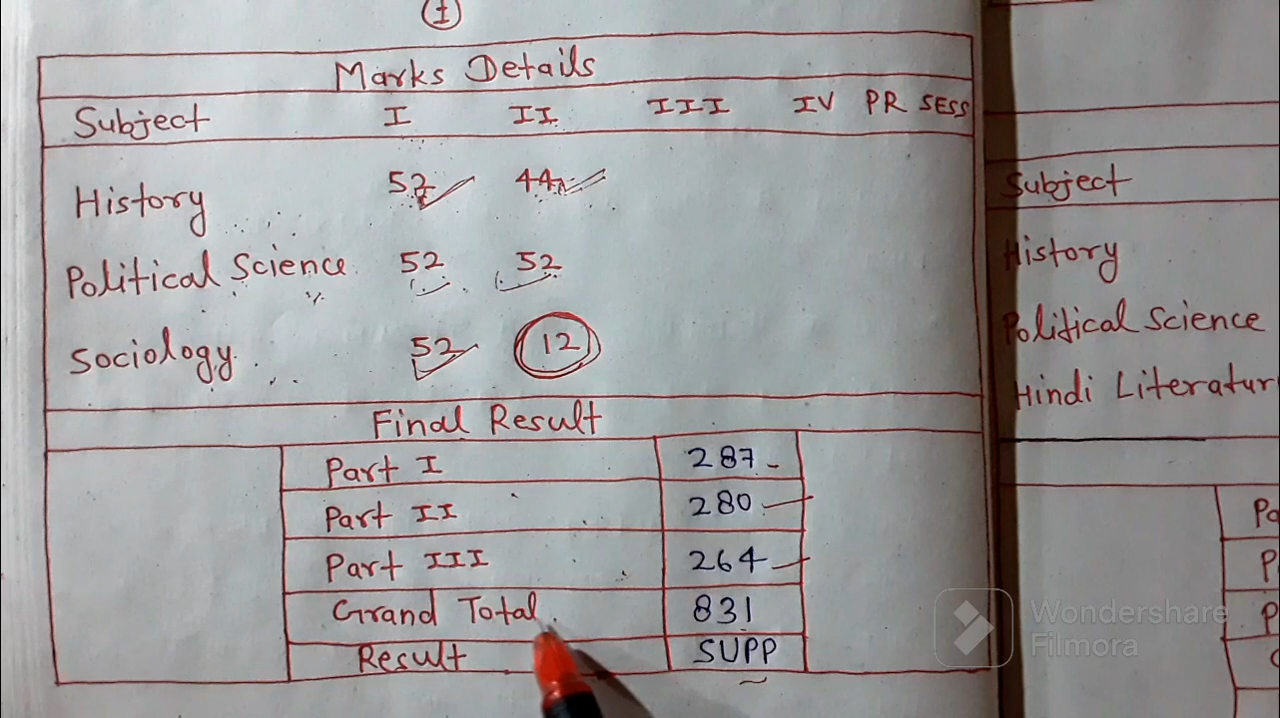 1
Marks Details
Subject I II III IV PR SESS
History 52 44
Political Science 52 52
Sociology 52 12
Final Result
Part I 287
Part II 280
Part III 264
Grand Total 831
Result SUPP
Subject
History
Political Science
Hindi Literatur
Pa
P
P
Wondershare
Filmora